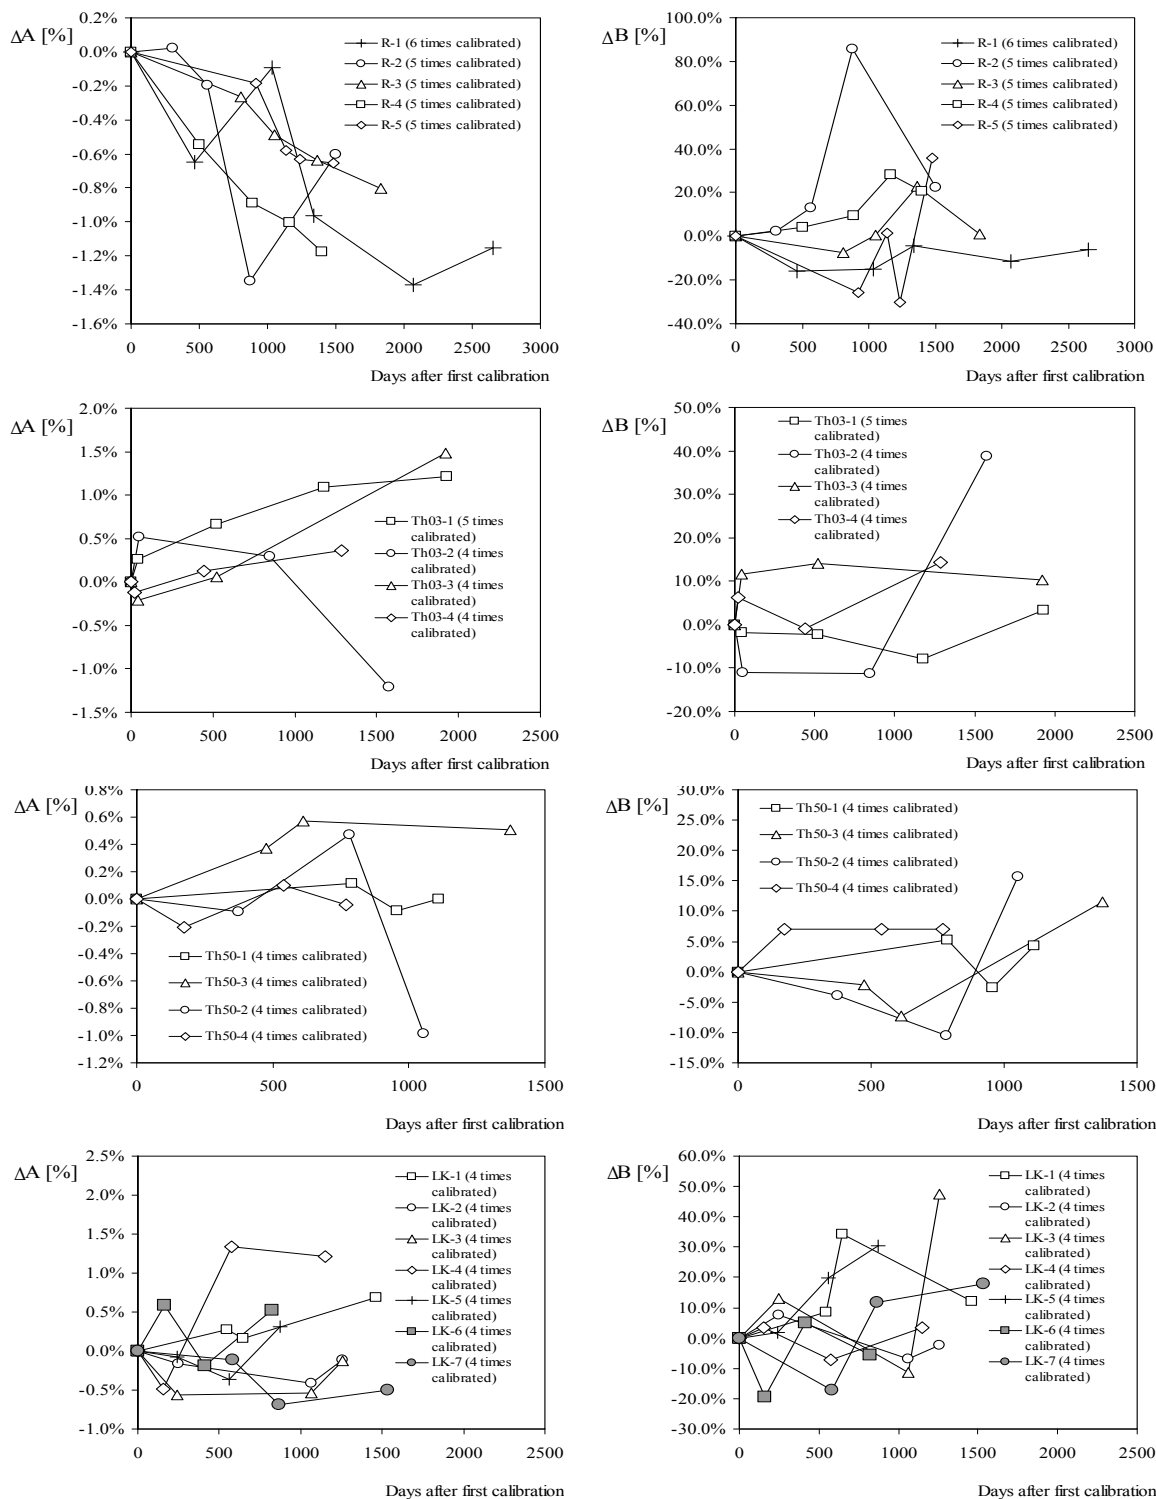 ΔA [%]
0.2%
0.0%
-0.2%
-0.4%
-0.6%
-0.8%
-1.0%
-1.2%
-1.4%
-1.6%
R-1 (6 times calibrated)
R-2 (5 times calibrated)
R-3 (5 times calibrated)
R-4 (5 times calibrated)
R-5 (5 times calibrated)
0 500 1000 1500 2000 2500 3000
Days after first calibration
ΔB [%]
100.0%
80.0%
60.0%
40.0%
20.0%
0.0%
-20.0%
-40.0%
R-1 (6 times calibrated)
R-2 (5 times calibrated)
R-3 (5 times calibrated)
R-4 (5 times calibrated)
R-5 (5 times calibrated)
0 500 1000 1500 2000 2500 3000
Days after first calibration
ΔA [%]
2.0%
1.5%
1.0%
0.5%
0.0%
-0.5%
-1.0%
-1.5%
Th03-1 (5 times
calibrated)
Th03-2 (4 times
calibrated)
Th03-3 (4 times
calibrated)
Th03-4 (4 times
calibrated)
0 500 1000 1500 2000 2500
Days after first calibration
ΔB [%]
50.0%
40.0%
30.0%
20.0%
10.0%
0.0%
-10.0%
-20.0%
Th03-1 (5 times
calibrated)
Th03-2 (4 times
calibrated)
Th03-3 (4 times
calibrated)
Th03-4 (4 times
calibrated)
0 500 1000 1500 2000 2500
Days after first calibration
ΔA [%]
0.8%
0.6%
0.4%
0.2%
0.0%
-0.2%
-0.4%
-0.6%
-0.8%
-1.0%
-1.2%
Th50-1 (4 times calibrated)
Th50-3 (4 times calibrated)
Th50-2 (4 times calibrated)
Th50-4 (4 times calibrated)
0 500 1000 1500
Days after first calibration
ΔB [%]
30.0%
25.0%
20.0%
15.0%
10.0%
5.0%
0.0%
-5.0%
-10.0%
-15.0%
Th50-1 (4 times calibrated)
Th50-3 (4 times calibrated)
Th50-2 (4 times calibrated)
Th50-4 (4 times calibrated)
0 500 1000 1500
Days after first calibration
ΔA [%]
2.5%
2.0%
1.5%
1.0%
0.5%
0.0%
-0.5%
-1.0%
LK-1 (4 times
calibrated)
LK-2 (4 times
calibrated)
LK-3 (4 times
calibrated)
LK-4 (4 times
calibrated)
LK-5 (4 times
calibrated)
LK-6 (4 times
calibrated)
LK-7 (4 times
calibrated)
0 500 1000 1500 2000 2500
Days after first calibration
ΔB [%]
60.0%
50.0%
40.0%
30.0%
20.0%
10.0%
0.0%
-10.0%
-20.0%
-30.0%
LK-1 (4 times
calibrated)
LK-2 (4 times
calibrated)
LK-3 (4 times
calibrated)
LK-4 (4 times
calibrated)
LK-5 (4 times
calibrated)
LK-6 (4 times
calibrated)
LK-7 (4 times
calibrated)
0 500 1000 1500 2000 2500
Days after first calibration